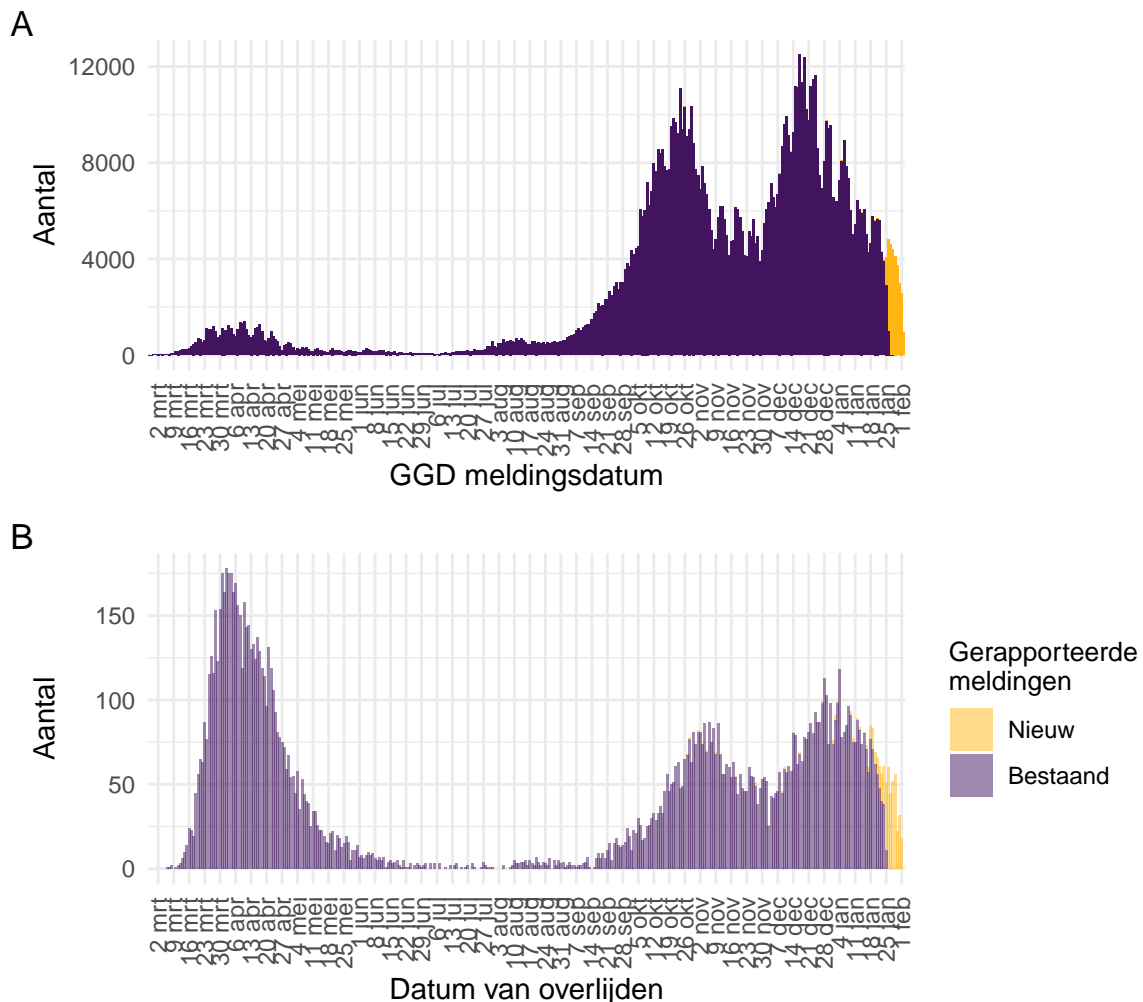 A
12000
8000
4000
0
Aantal
2 mrt
9 mrt
16 mrt
23 mrt
30 mrt
6 apr
13 apr
20 apr
27 apr
4 mei
11 mei
18 mei
25 mei
1 jun
8 jun
15 jun
22 jun
29 jun
6 jul
13 jul
20 jul
27 jul
3 aug
10 aug
17 aug
24 aug
31 aug
7 sep
14 sep
21 sep
28 sep
5 okt
12 okt
19 okt
26 okt
2 nov
9 nov
16 nov
23 nov
30 nov
7 dec
14 dec
21 dec
28 dec
4 jan
11 jan
18 jan
25 jan
1 feb
GGD meldingsdatum
B
150
100
50
0
Aantal
2 mrt
9 mrt
16 mrt
23 mrt
30 mrt
6 apr
13 apr
20 apr
27 apr
4 mei
11 mei
18 mei
25 mei
1 jun
8 jun
15 jun
22 jun
29 jun
6 jul
13 jul
20 jul
27 jul
3 aug
10 aug
17 aug
24 aug
31 aug
7 sep
14 sep
21 sep
28 sep
5 okt
12 okt
19 okt
26 okt
2 nov
9 nov
16 nov
23 nov
30 nov
7 dec
14 dec
21 dec
28 dec
4 jan
11 jan
18 jan
25 jan
1 feb
Datum van overlijden
Gerapporteerde
meldingen
Nieuw
Bestaand